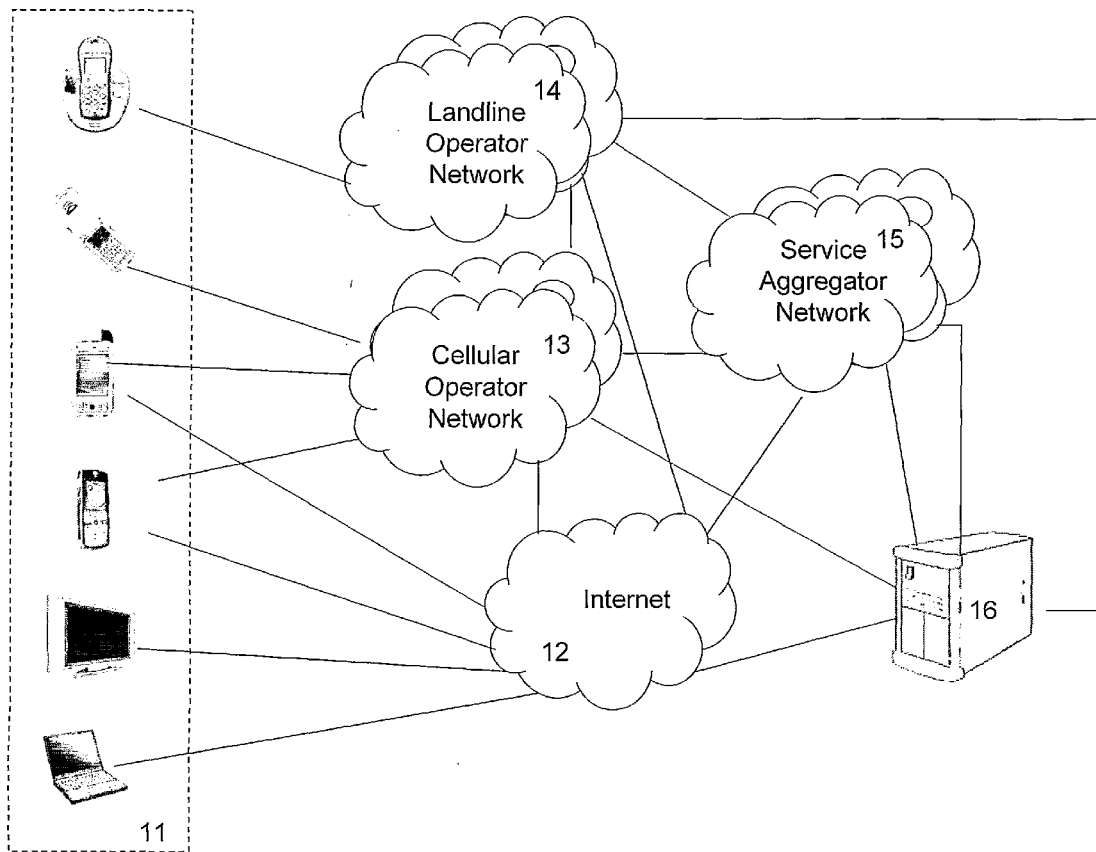 14
Landline
Operator
Network
15
Service
Aggregator
Network
13
Cellular
Operator
Network
Internet
12
16
11